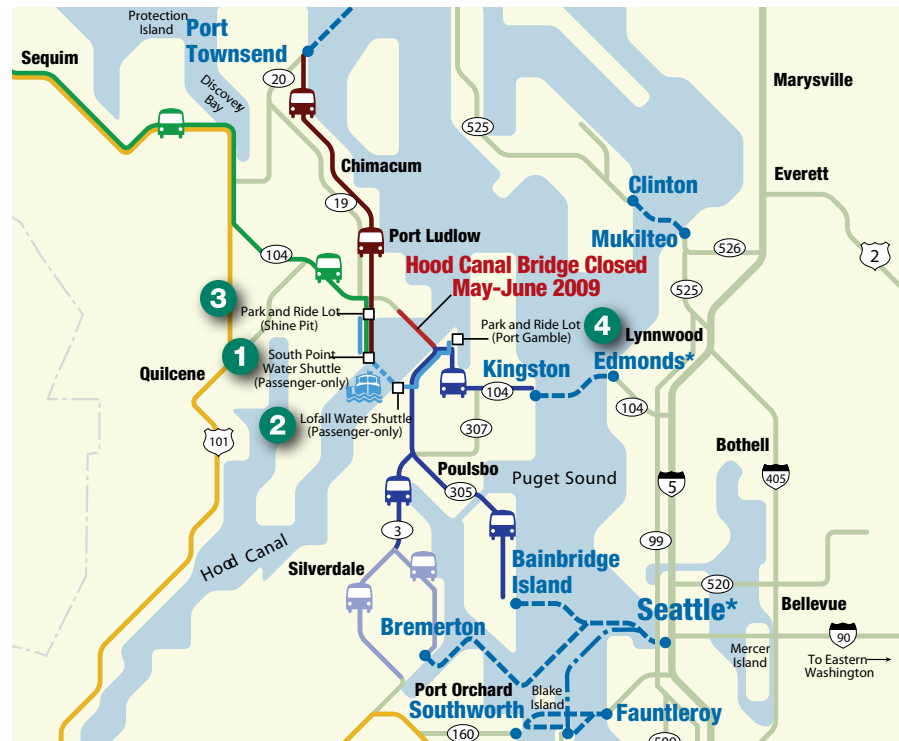 Protection
Island
Port
Townsend
Sequim
Discovery
Bay
20
Marysville
525
Chimacum
Everett
Clinton
19
Port Ludlow
Mukilteo
526
2
104
Hood Canal Bridge Closed
May-June 2009
525
3
Park and Ride Lot
(Shine Pit)
Park and Ride Lot
(Port Gamble)
4
Lynnwood
1
South Point
Water Shuttle
(Passenger-only)
Quilcene
Kingston
Edmonds*
104
104
2
Lofall Water Shuttle
(Passenger-only)
307
101
Bothell
Poulsbo
305
Puget Sound
5
405
3
99
Hood Canal
Silverdale
Bainbridge
Island
520
Seattle*
Bellevue
Bremerton
90
Mercer
Island
To Eastern
Washington
Port Orchard
Blake
Island
Southworth
Fauntleroy
160
509